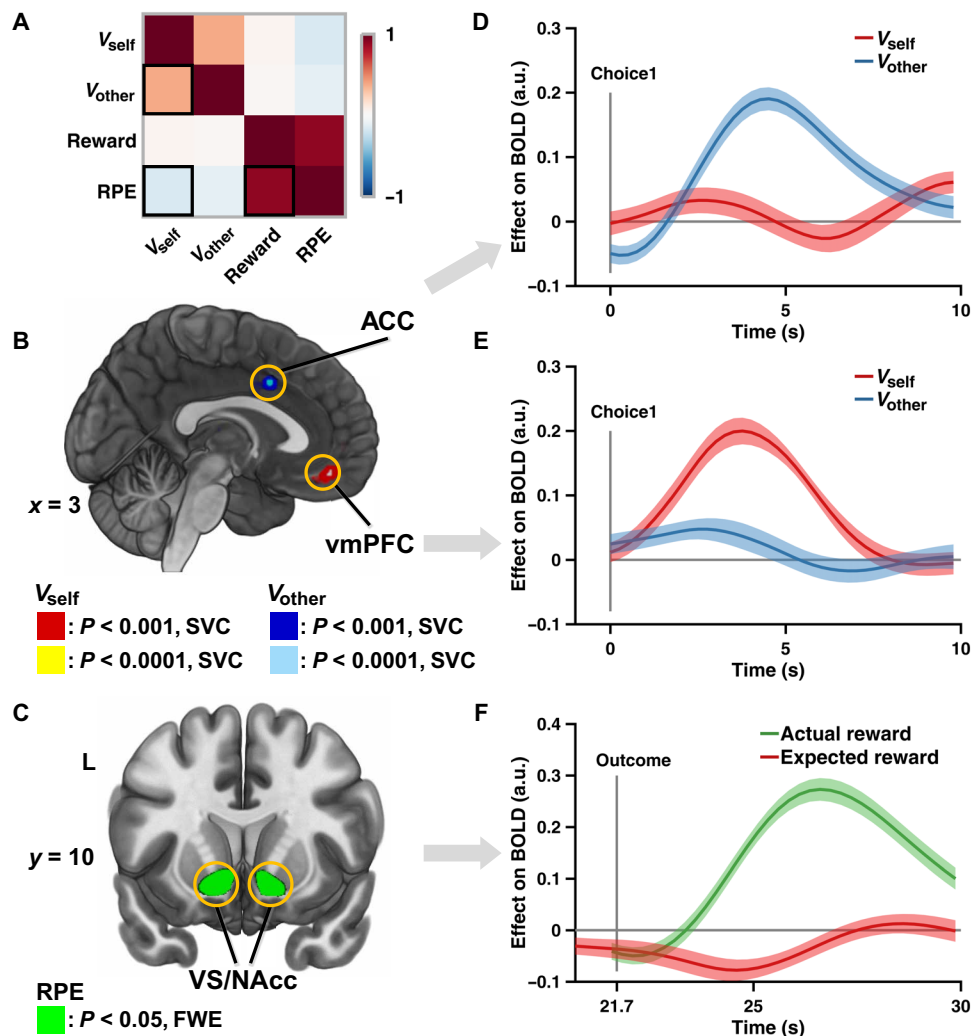 A
V_self
V_other
Reward
RPE
1
−1
V_self
V_other
Reward
RPE
B
ACC
x = 3
vmPFC
V_self
V_other
: P < 0.001, SVC
: P < 0.001, SVC
: P < 0.0001, SVC
: P < 0.0001, SVC
C
L
y = 10
VS/NAcc
RPE
: P < 0.05, FWE
D
V_self
V_other
Choice1
Effect on BOLD (a.u.)
0.2
0.1
0
−0.1
0
5
10
Time (s)
E
V_self
V_other
Choice1
Effect on BOLD (a.u.)
0.3
0.2
0.1
0
−0.1
0
5
10
Time (s)
F
Actual reward
Expected reward
Outcome
Effect on BOLD (a.u.)
0.4
0.3
0.2
0.1
0
−0.1
21.7
25
30
Time (s)